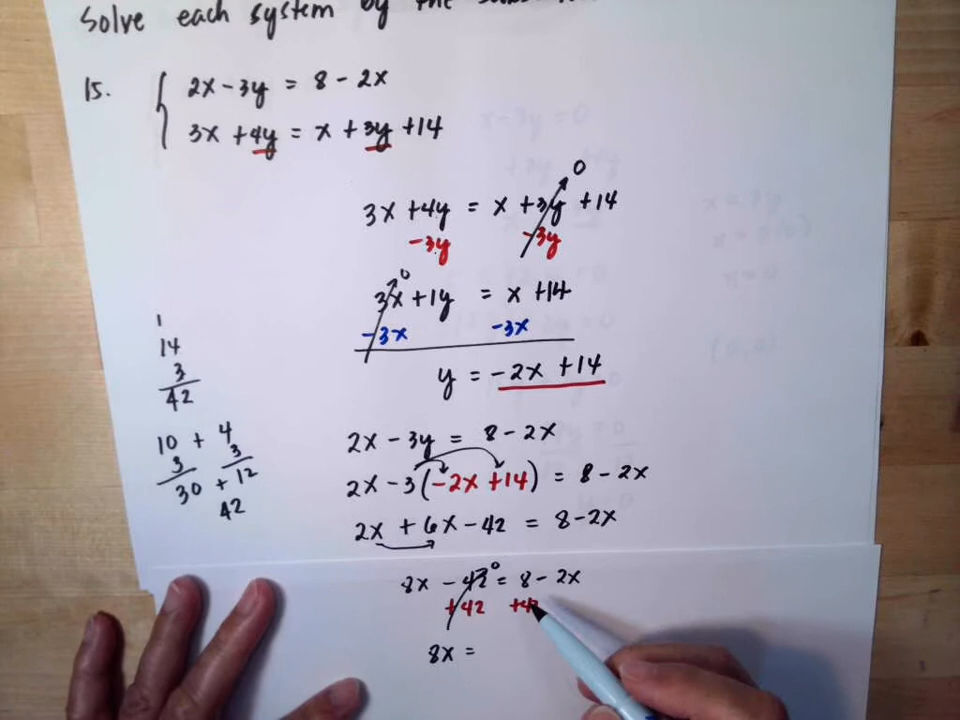 Solve each system by the
15. 2x - 3y = 8 - 2x
3x + 4y = x + 3y + 14
0
3x + 4y = x + 3y + 14
-3y -3y
0
3x + 1y = x + 14
-3x -3x
y = -2x + 14
1
14
3
42
10 + 4
3 3
30 + 12
42
2x - 3y = 8 - 2x
2x - 3(-2x + 14) = 8 - 2x
2x + 6x - 42 = 8 - 2x
0
8x - 42 = 8 - 2x
+42 +42
8x =